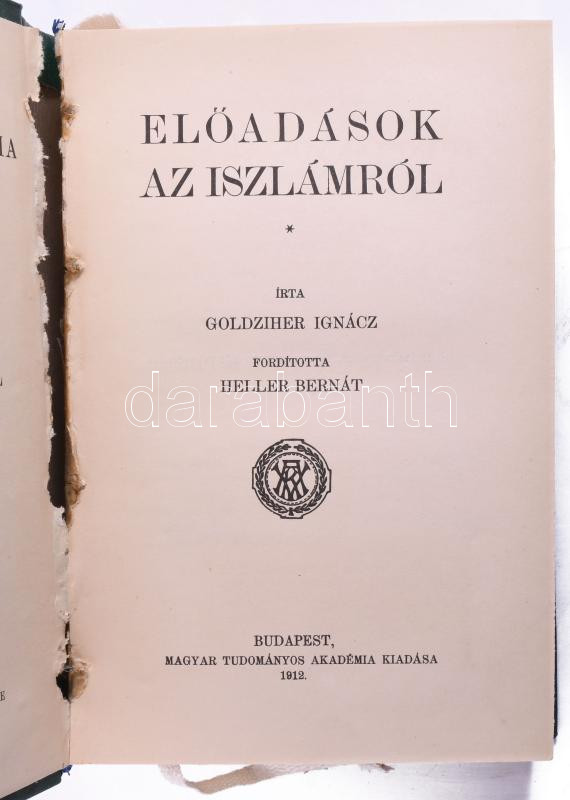 ELŐADÁSOK
AZ ISZLÁMRÓL
*
ÍRTA
GOLDZIHER IGNÁCZ
FORDÍTOTTA
HELLER BERNÁT
darabanth
BUDAPEST,
MAGYAR TUDOMÁNYOS AKADÉMIA KIADÁSA
1912.